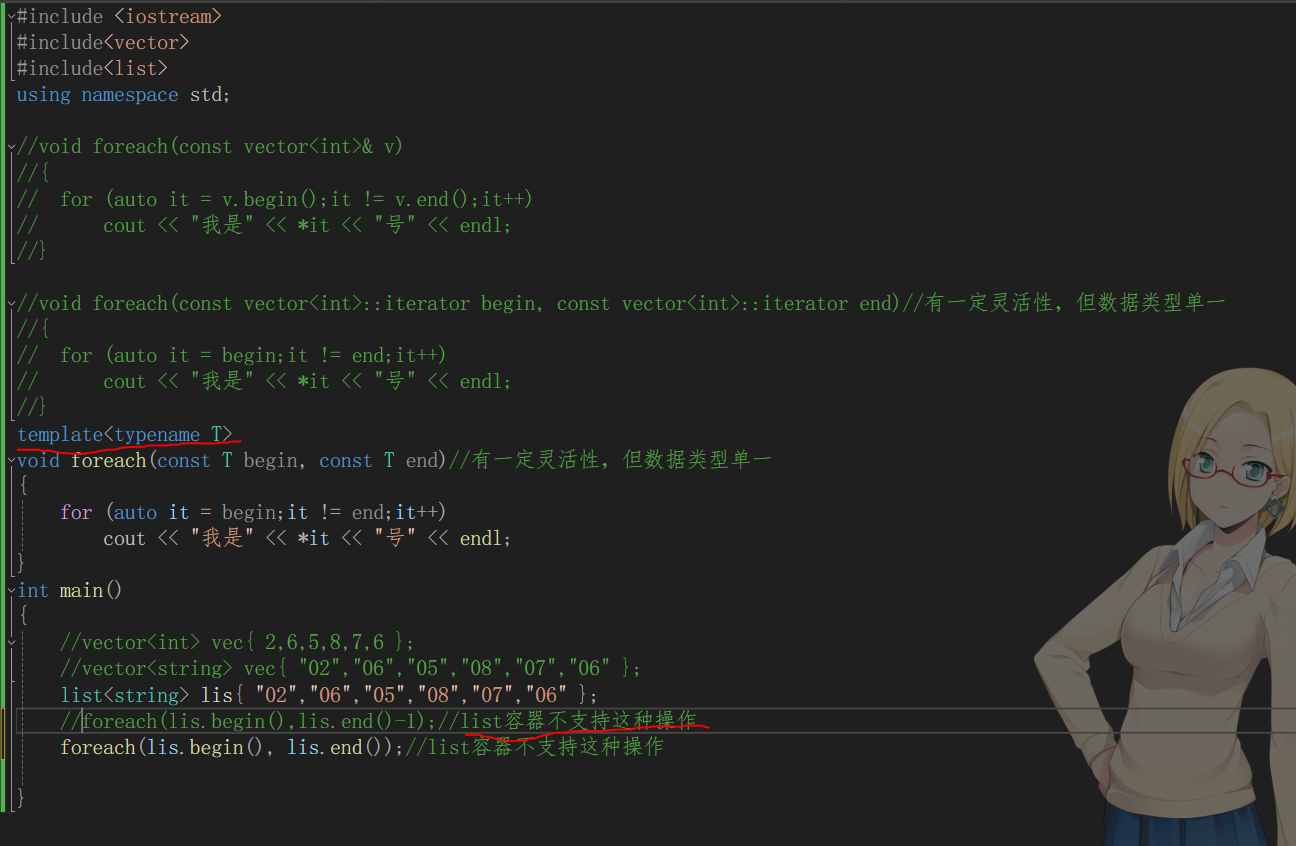 #include <iostream>
#include<vector>
#include<list>
using namespace std;
//void foreach(const vector<int>& v)
//{
//  for (auto it = v.begin();it != v.end();it++)
//      cout << "我是" << *it << "号" << endl;
//}
//void foreach(const vector<int>::iterator begin, const vector<int>::iterator end)//有一定灵活性，但数据类型单一
//{
//  for (auto it = begin;it != end;it++)
//      cout << "我是" << *it << "号" << endl;
//}
template<typename T>
void foreach(const T begin, const T end)//有一定灵活性，但数据类型单一
{
    for (auto it = begin;it != end;it++)
        cout << "我是" << *it << "号" << endl;
}
int main()
{
    //vector<int> vec{ 2,6,5,8,7,6 };
    //vector<string> vec{ "02","06","05","08","07","06" };
    list<string> lis{ "02","06","05","08","07","06" };
    //foreach(lis.begin(),lis.end()-1);//list容器不支持这种操作
    foreach(lis.begin(), lis.end());//list容器不支持这种操作
}